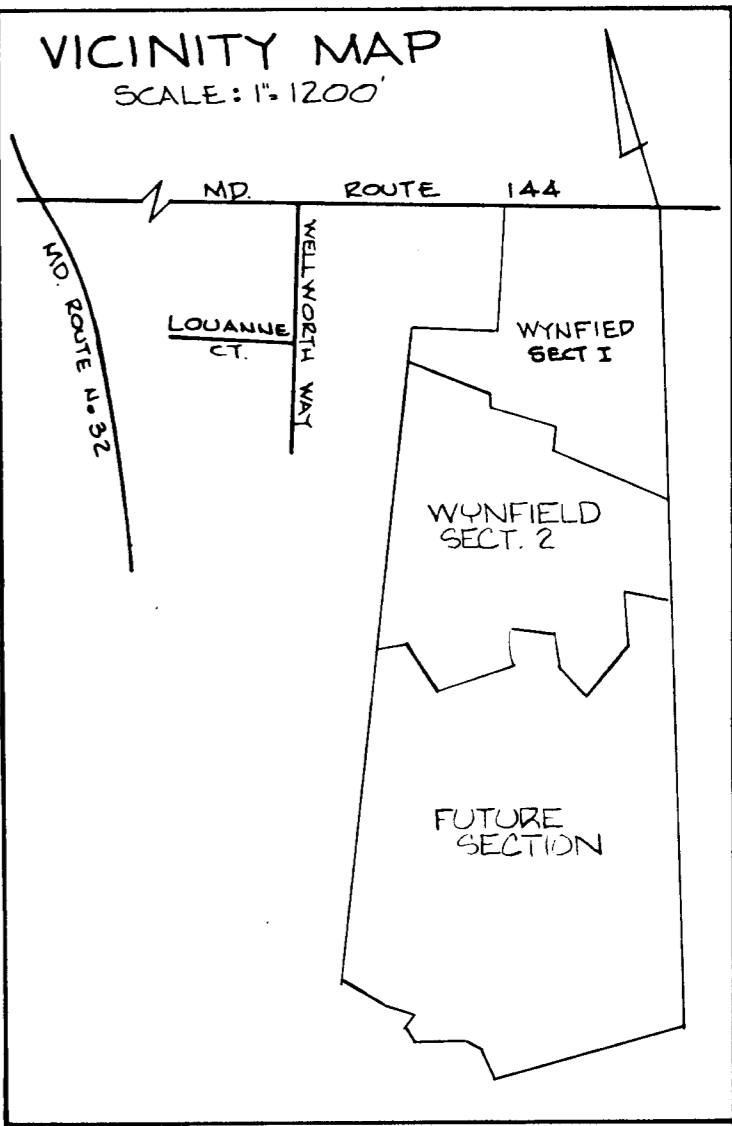 VICINITY MAP
SCALE: 1"= 1200'
MD. ROUTE 144
MD. ROUTE No 32
WELLWORTH WAY
LOUANNE
CT.
WYNFIED
SECT I
WYNFIELD
SECT. 2
FUTURE
SECTION